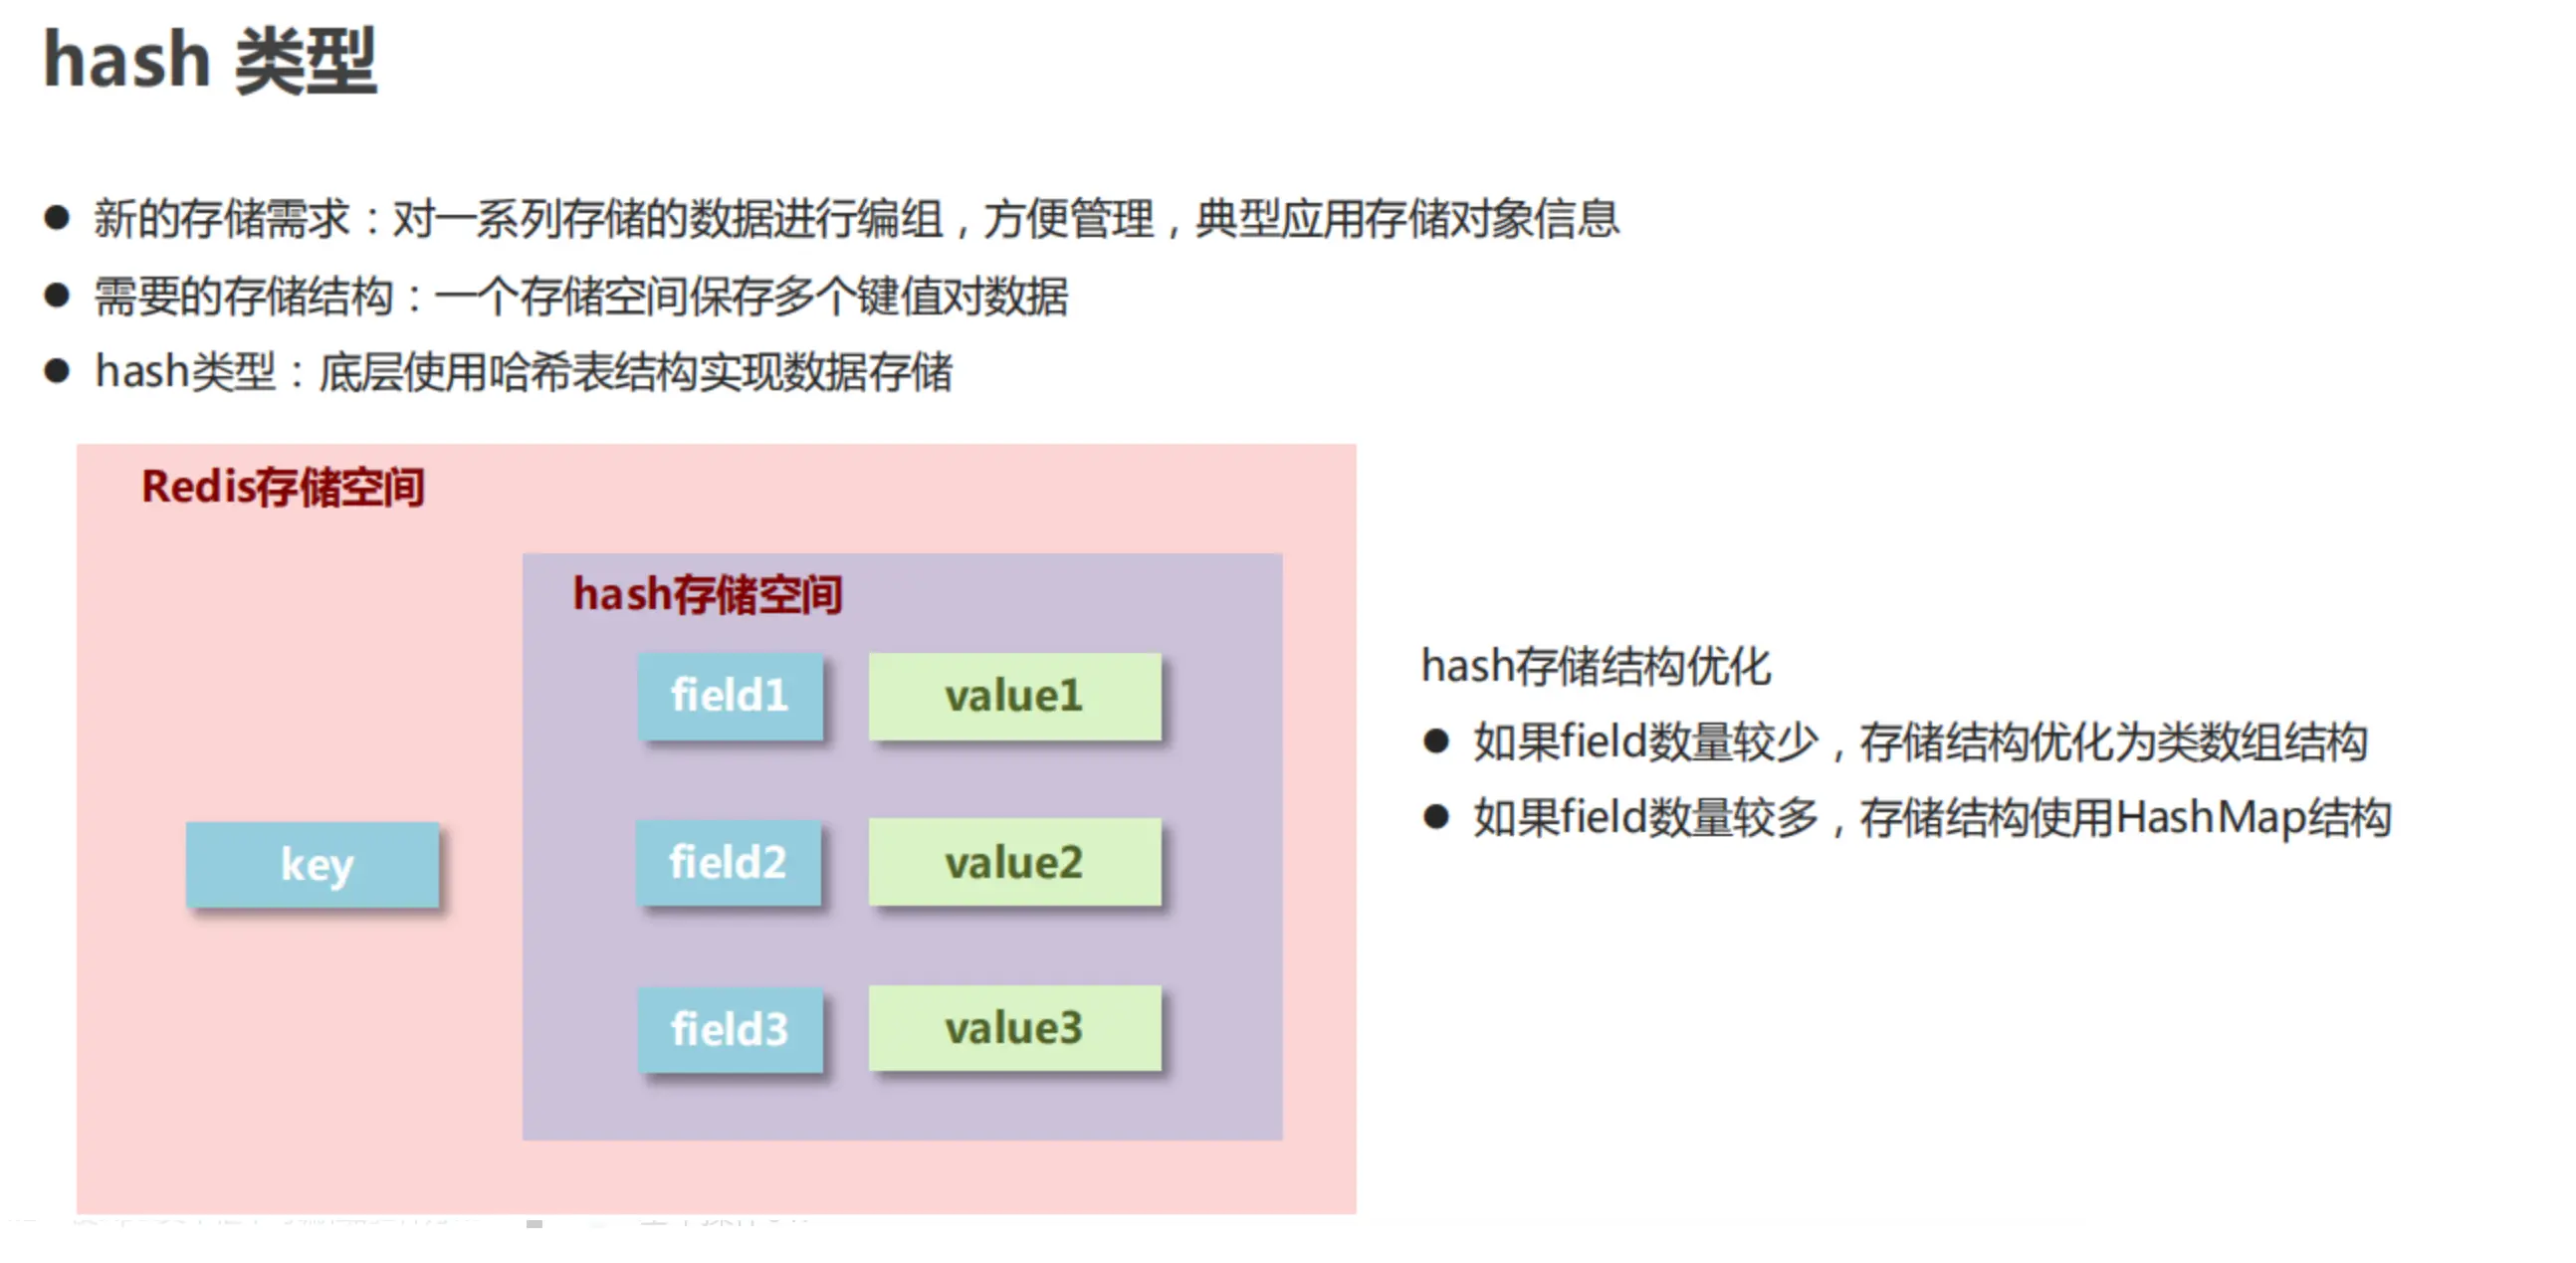 hash 类型
● 新的存储需求：对一系列存储的数据进行编组，方便管理，典型应用存储对象信息
● 需要的存储结构：一个存储空间保存多个键值对数据
● hash类型：底层使用哈希表结构实现数据存储
Redis存储空间
hash存储空间
key
field1 value1
field2 value2
field3 value3
hash存储结构优化
● 如果field数量较少，存储结构优化为类数组结构
● 如果field数量较多，存储结构使用HashMap结构